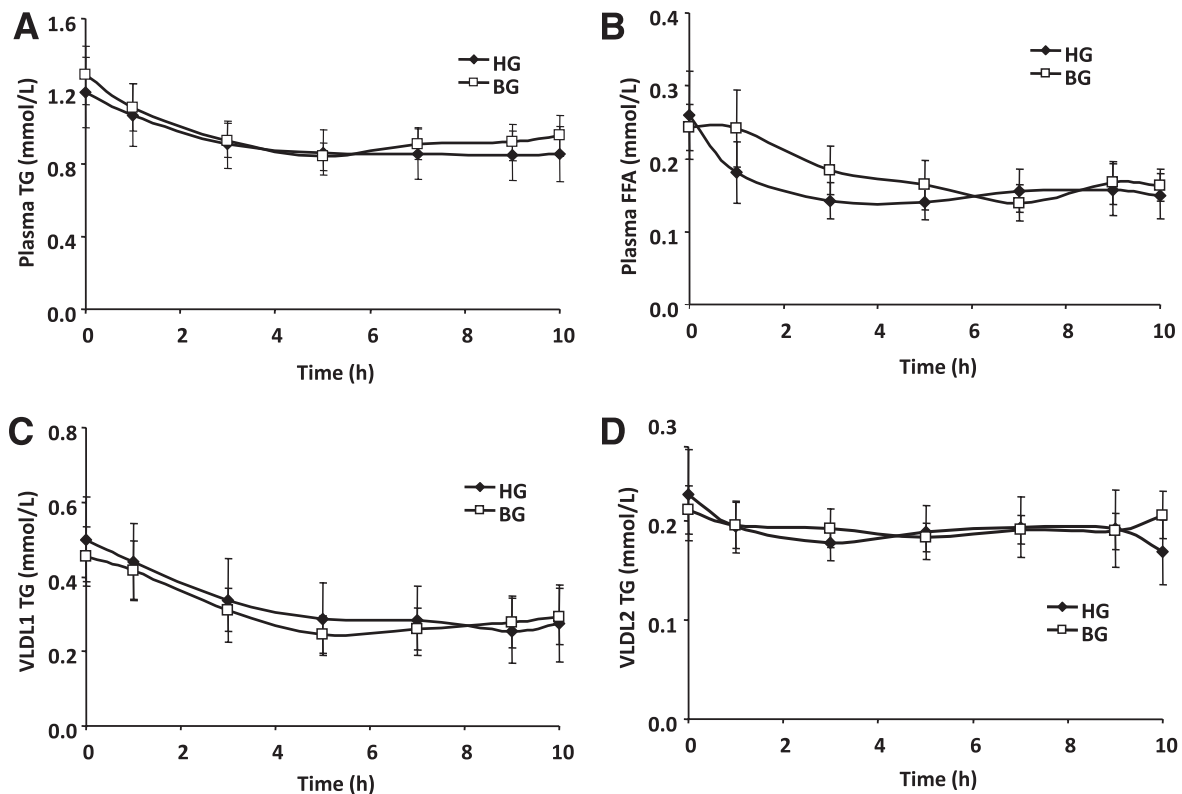 A
Plasma TG (mmol/L)
1.6
1.2
0.8
0.4
0.0
HG
BG
0 2 4 6 8 10
Time (h)
B
Plasma FFA (mmol/L)
0.4
0.3
0.2
0.1
0.0
HG
BG
0 2 4 6 8 10
Time (h)
C
VLDL1 TG (mmol/L)
0.8
0.6
0.4
0.2
0.0
HG
BG
0 2 4 6 8 10
Time (h)
D
VLDL2 TG (mmol/L)
0.3
0.2
0.1
0.0
HG
BG
0 2 4 6 8 10
Time (h)